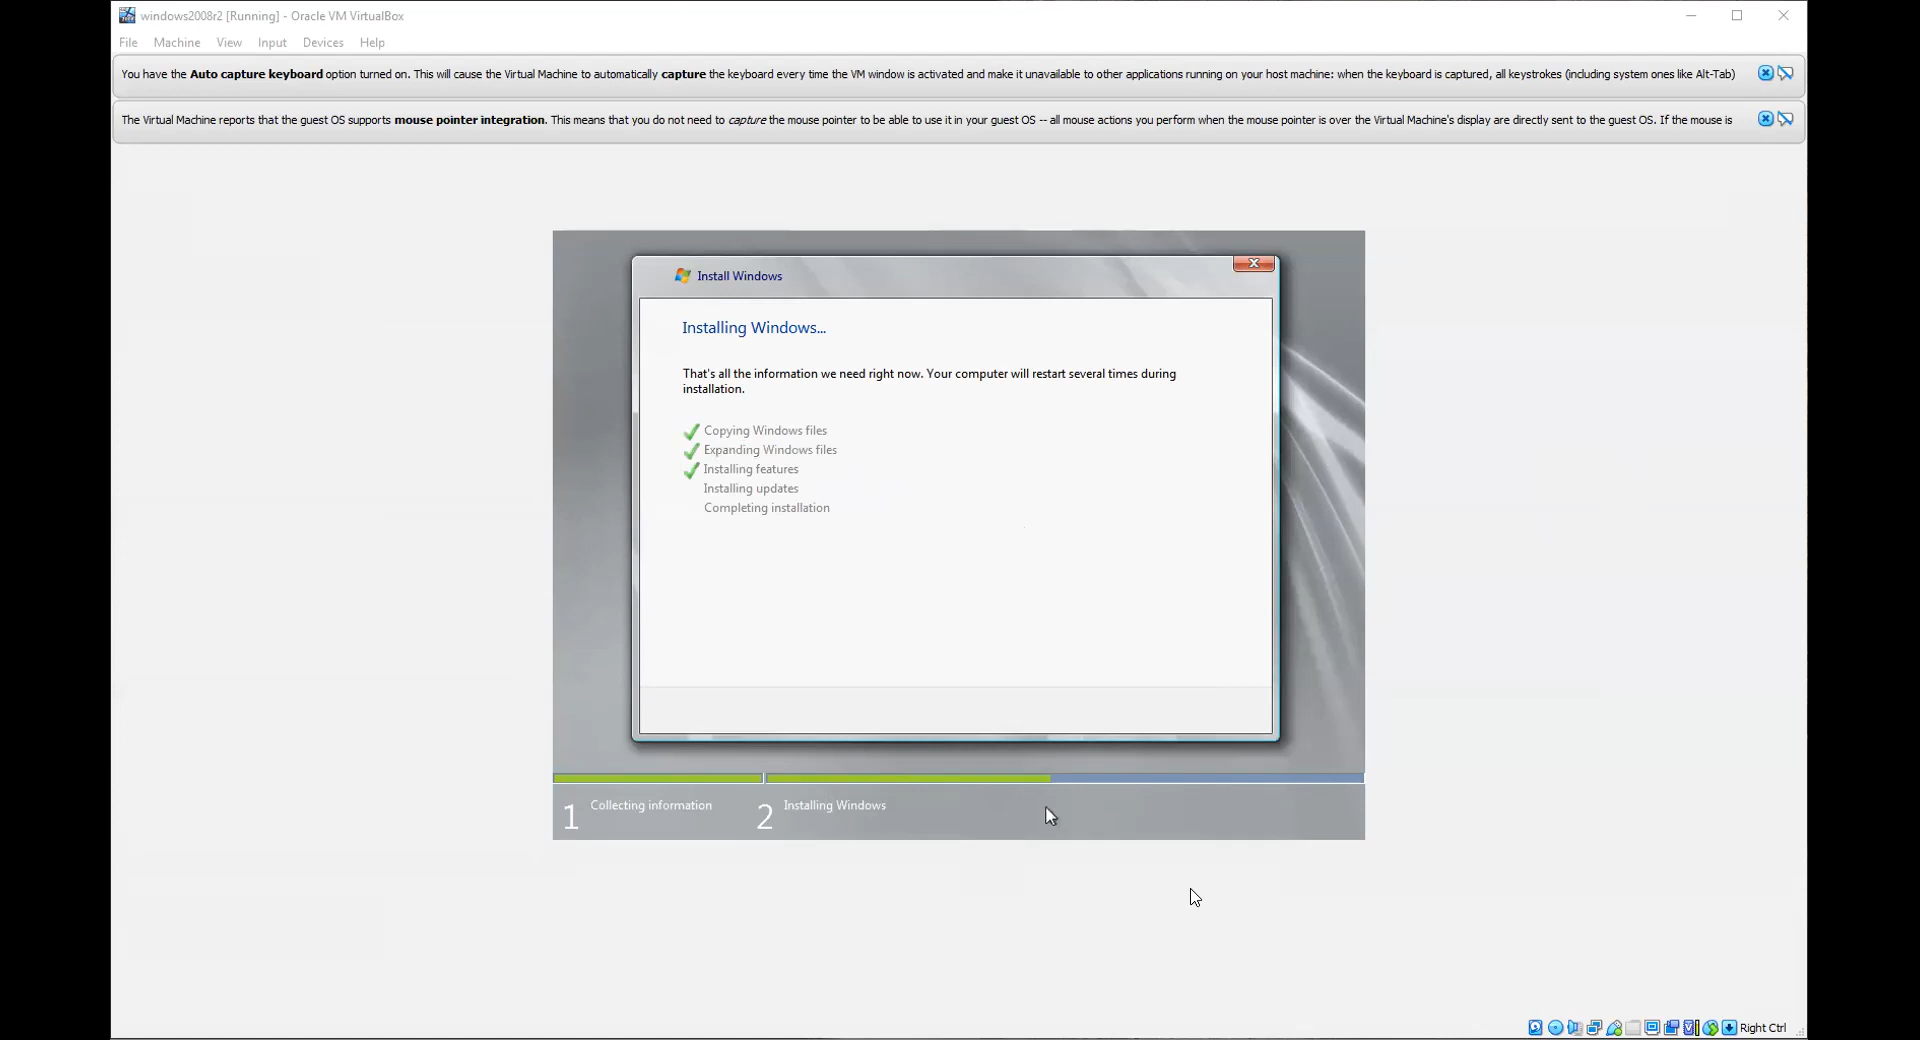 windows2008r2 [Running] - Oracle VM VirtualBox
File Machine View Input Devices Help
You have the Auto capture keyboard option turned on. This will cause the Virtual Machine to automatically capture the keyboard every time the VM window is activated and make it unavailable to other applications running on your host machine: when the keyboard is captured, all keystrokes (including system ones like Alt-Tab)
The Virtual Machine reports that the guest OS supports mouse pointer integration. This means that you do not need to capture the mouse pointer to be able to use it in your guest OS -- all mouse actions you perform when the mouse pointer is over the Virtual Machine's display are directly sent to the guest OS. If the mouse is
Install Windows
Installing Windows...
That's all the information we need right now. Your computer will restart several times during
installation.
Copying Windows files
Expanding Windows files
Installing features
Installing updates
Completing installation
1 Collecting information 2 Installing Windows
Right Ctrl